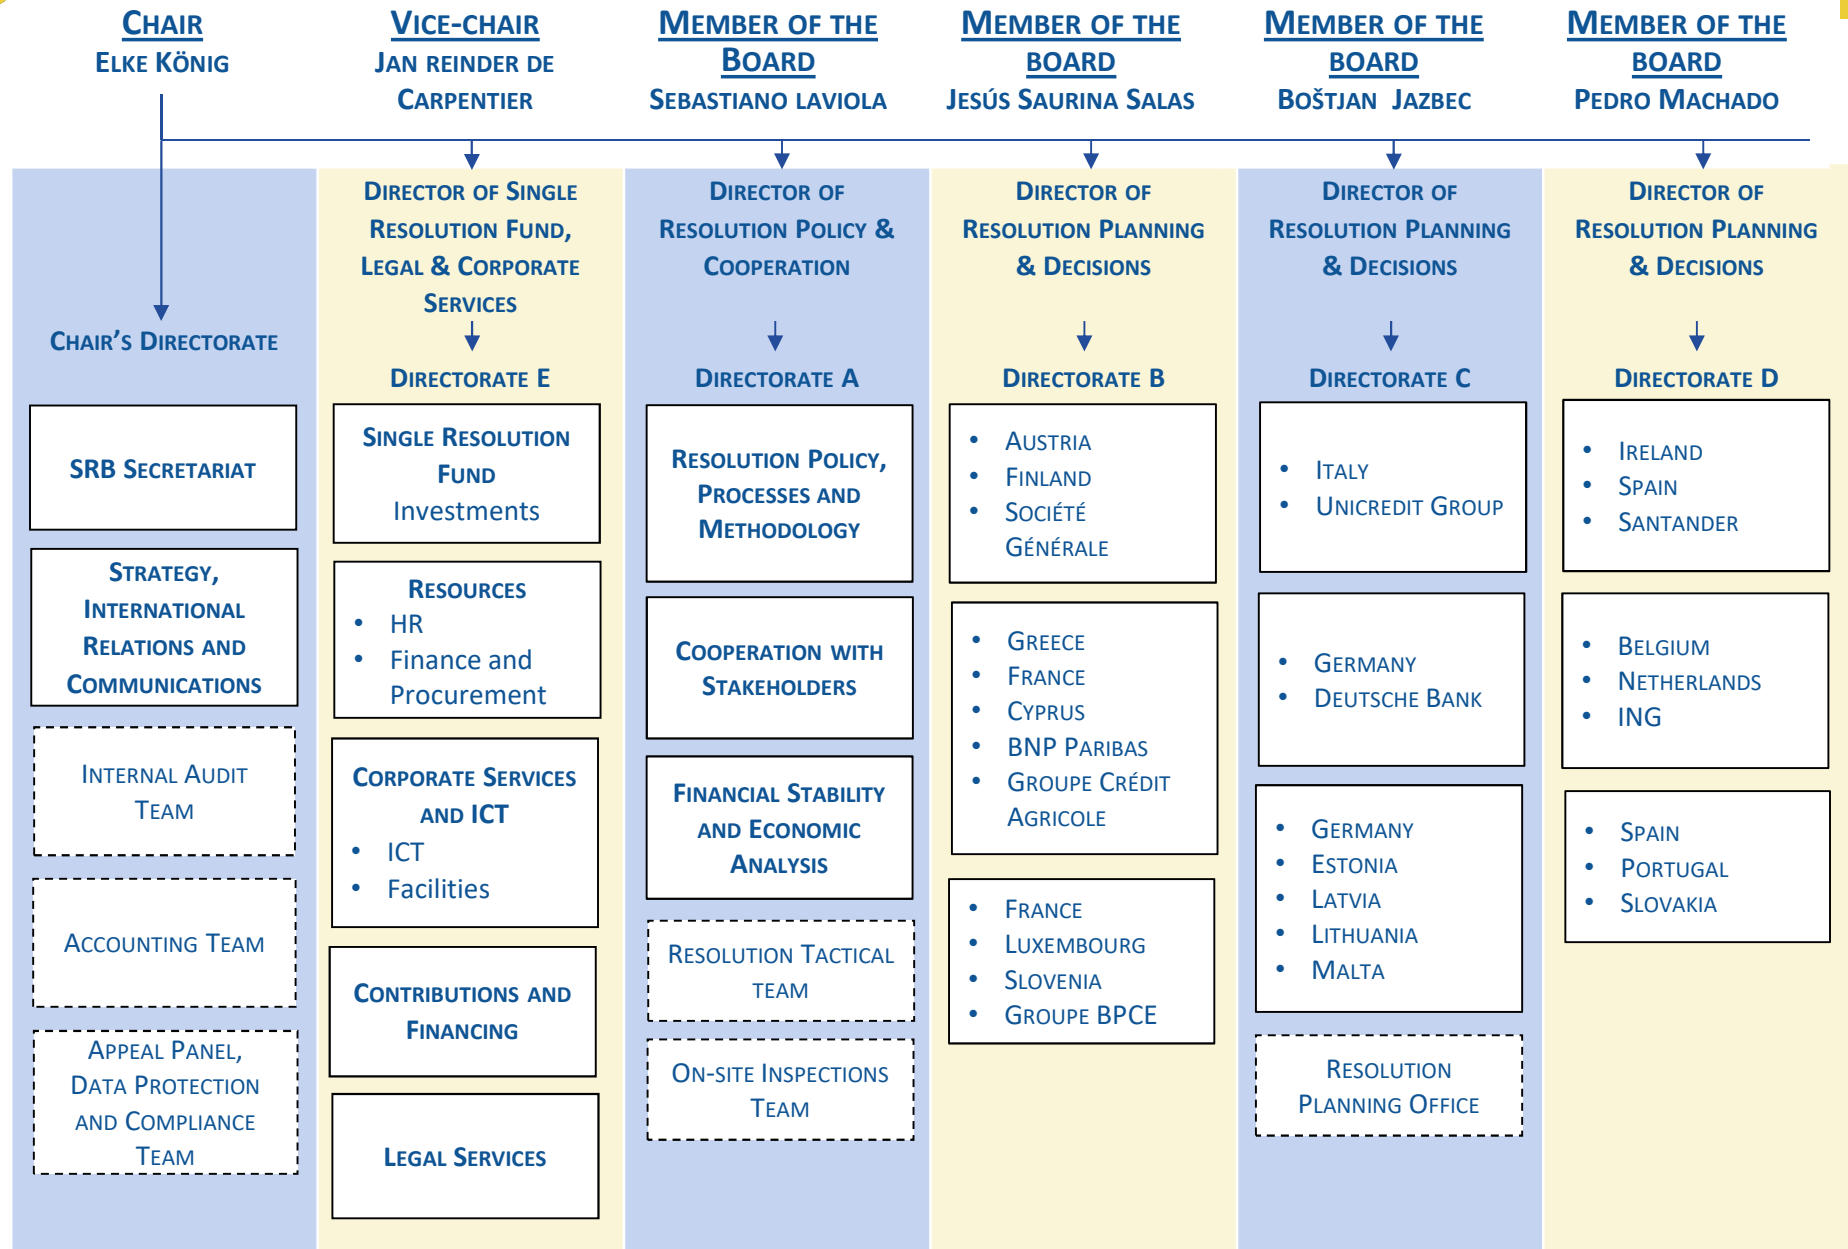 CHAIR
ELKE KÖNIG
VICE-CHAIR
JAN REINDER DE
CARPENTIER
MEMBER OF THE
BOARD
SEBASTIANO LAVIOLA
MEMBER OF THE
BOARD
JESÚS SAURINA SALAS
MEMBER OF THE
BOARD
BOŠTJAN JAZBEC
MEMBER OF THE
BOARD
PEDRO MACHADO
CHAIR'S DIRECTORATE
SRB SECRETARIAT
STRATEGY,
INTERNATIONAL
RELATIONS AND
COMMUNICATIONS
INTERNAL AUDIT
TEAM
ACCOUNTING TEAM
APPEAL PANEL,
DATA PROTECTION
AND COMPLIANCE
TEAM
DIRECTOR OF SINGLE
RESOLUTION FUND,
LEGAL & CORPORATE
SERVICES
DIRECTORATE E
SINGLE RESOLUTION
FUND
Investments
RESOURCES
• HR
• Finance and
Procurement
CORPORATE SERVICES
AND ICT
• ICT
• Facilities
CONTRIBUTIONS AND
FINANCING
LEGAL SERVICES
DIRECTOR OF
RESOLUTION POLICY &
COOPERATION
DIRECTORATE A
RESOLUTION POLICY,
PROCESSES AND
METHODOLOGY
COOPERATION WITH
STAKEHOLDERS
FINANCIAL STABILITY
AND ECONOMIC
ANALYSIS
RESOLUTION TACTICAL
TEAM
ON-SITE INSPECTIONS
TEAM
DIRECTOR OF
RESOLUTION PLANNING
& DECISIONS
DIRECTORATE B
• AUSTRIA
• FINLAND
• SOCIÉTÉ
GÉNÉRALE
• GREECE
• FRANCE
• CYPRUS
• BNP PARIBAS
• GROUPE CRÉDIT
AGRICOLE
• FRANCE
• LUXEMBOURG
• SLOVENIA
• GROUPE BPCE
DIRECTOR OF
RESOLUTION PLANNING
& DECISIONS
DIRECTORATE C
• ITALY
• UNICREDIT GROUP
• GERMANY
• DEUTSCHE BANK
• GERMANY
• ESTONIA
• LATVIA
• LITHUANIA
• MALTA
RESOLUTION
PLANNING OFFICE
DIRECTOR OF
RESOLUTION PLANNING
& DECISIONS
DIRECTORATE D
• IRELAND
• SPAIN
• SANTANDER
• BELGIUM
• NETHERLANDS
• ING
• SPAIN
• PORTUGAL
• SLOVAKIA